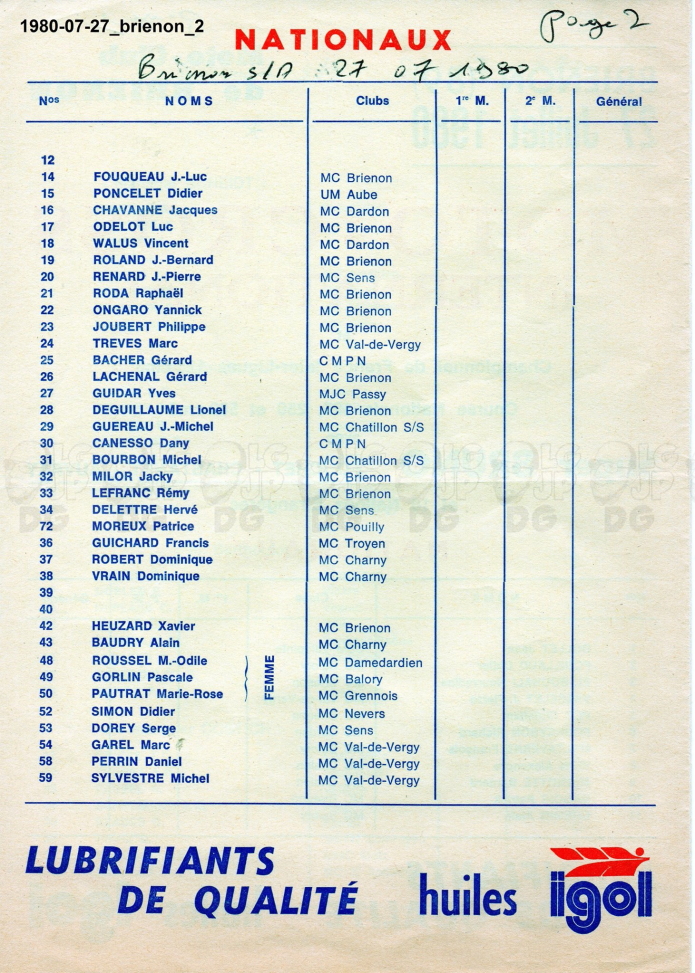 1980-07-27_brienon_2
Page 2
NATIONAUX
Brienon S/A 27 07 1980
Nos NOMS Clubs 1re M. 2e M. Général
12
14 FOUQUEAU J.-Luc MC Brienon
15 PONCELET Didier UM Aube
16 CHAVANNE Jacques MC Dardon
17 ODELOT Luc MC Brienon
18 WALUS Vincent MC Dardon
19 ROLAND J.-Bernard MC Brienon
20 RENARD J.-Pierre MC Sens
21 RODA Raphaël MC Brienon
22 ONGARO Yannick MC Brienon
23 JOUBERT Philippe MC Brienon
24 TREVES Marc MC Val-de-Vergy
25 BACHER Gérard C M P N
26 LACHENAL Gérard MC Brienon
27 GUIDAR Yves MJC Passy
28 DEGUILLAUME Lionel MC Brienon
29 GUEREAU J.-Michel MC Chatillon S/S
30 CANESSO Dany C M P N
31 BOURBON Michel MC Chatillon S/S
32 MILOR Jacky MC Brienon
33 LEFRANC Rémy MC Brienon
34 DELETTRE Hervé MC Sens
72 MOREUX Patrice MC Pouilly
36 GUICHARD Francis MC Troyen
37 ROBERT Dominique MC Charny
38 VRAIN Dominique MC Charny
39
40
42 HEUZARD Xavier MC Brienon
43 BAUDRY Alain MC Charny
48 ROUSSEL M.-Odile MC Damedardien
49 GORLIN Pascale MC Balory
50 PAUTRAT Marie-Rose MC Grennois
FEMME
52 SIMON Didier MC Nevers
53 DOREY Serge MC Sens
54 GAREL Marc MC Val-de-Vergy
58 PERRIN Daniel MC Val-de-Vergy
59 SYLVESTRE Michel MC Val-de-Vergy
LUBRIFIANTS
DE QUALITÉ huiles igol